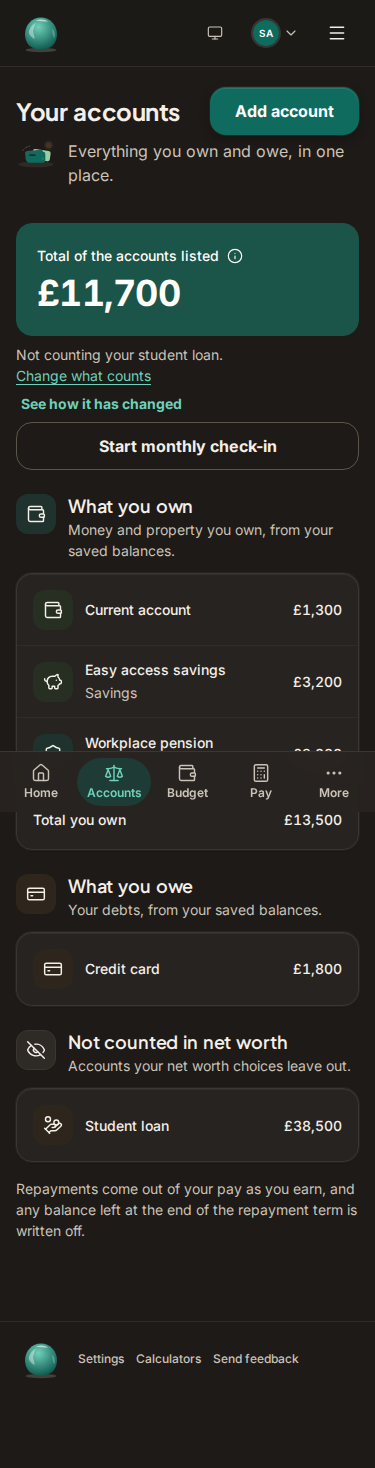 SA
Your accounts
Add account
Everything you own and owe, in one
place.
Total of the accounts listed
£11,700
Not counting your student loan.
Change what counts
See how it has changed
Start monthly check-in
What you own
Money and property you own, from your
saved balances.
Current account £1,300
Easy access savings
Savings
£3,200
Workplace pension
Home Accounts Budget Pay More
Total you own £13,500
What you owe
Your debts, from your saved balances.
Credit card £1,800
Not counted in net worth
Accounts your net worth choices leave out.
Student loan £38,500
Repayments come out of your pay as you earn, and
any balance left at the end of the repayment term is
written off.
Settings Calculators Send feedback